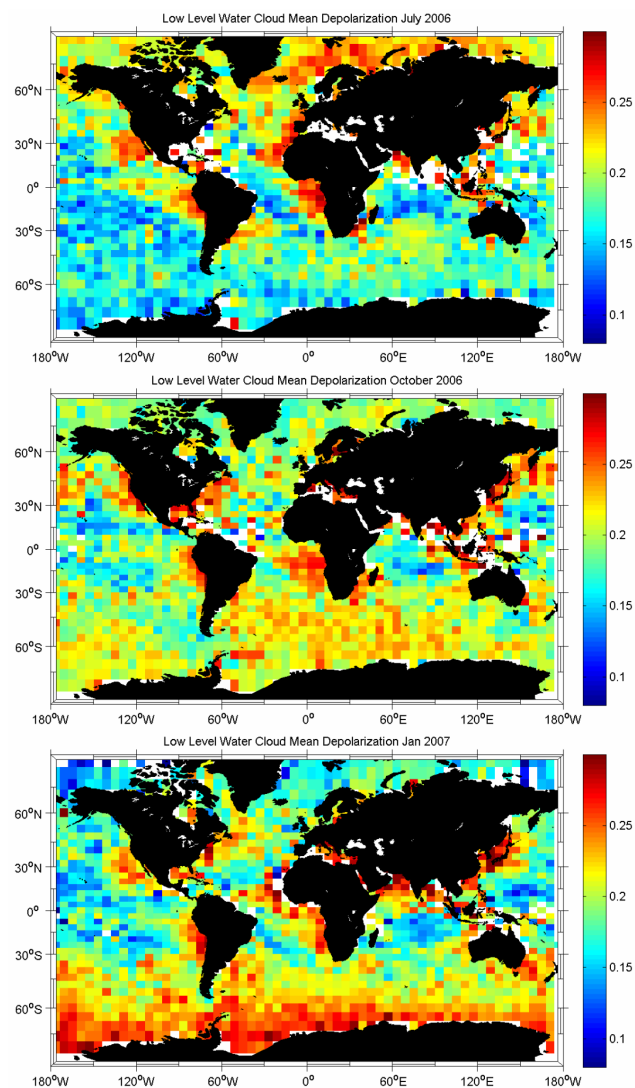 Low Level Water Cloud Mean Depolarization July 2006
60°N
30°N
0°
30°S
60°S
180°W 120°W 60°W 0° 60°E 120°E 180°W
0.25
0.2
0.15
0.1
Low Level Water Cloud Mean Depolarization October 2006
60°N
30°N
0°
30°S
60°S
180°W 120°W 60°W 0° 60°E 120°E 180°W
0.25
0.2
0.15
0.1
Low Level Water Cloud Mean Depolarization Jan 2007
60°N
30°N
0°
30°S
60°S
180°W 120°W 60°W 0° 60°E 120°E 180°W
0.25
0.2
0.15
0.1